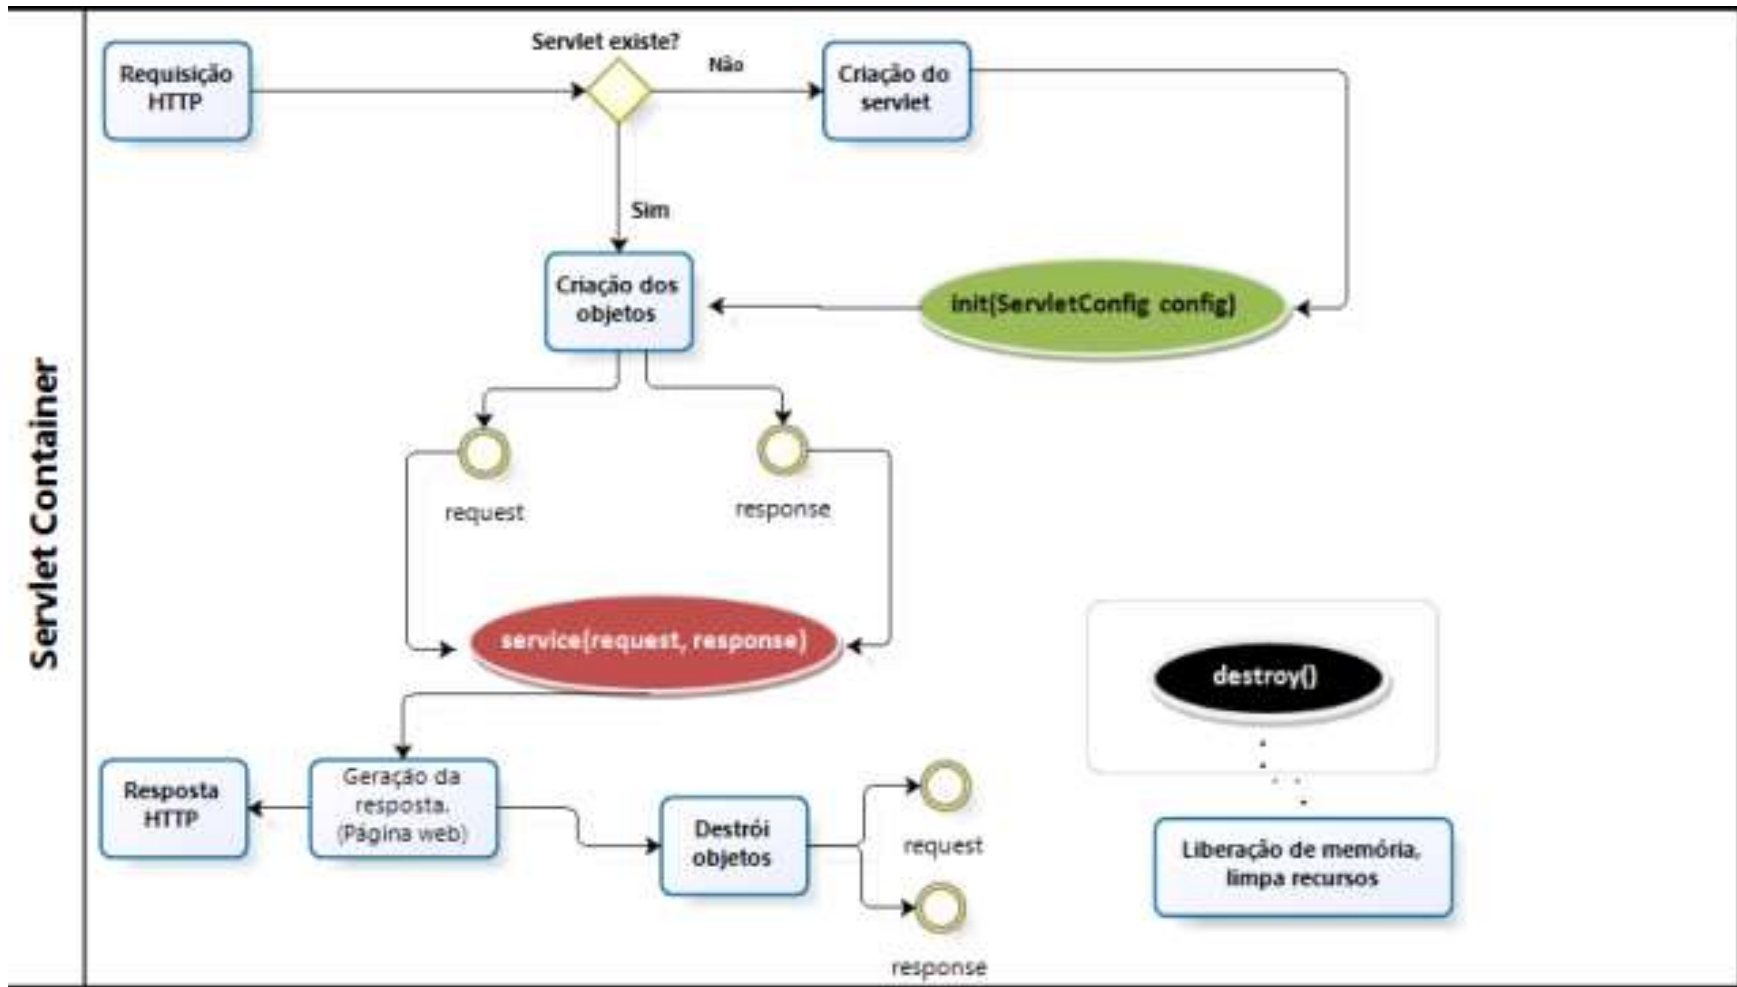 Servlet Container
Servlet existe?
Requisição
HTTP
Não
Criação do
servlet
Sim
Criação dos
objetos
init(ServletConfig config)
request
response
service(request, response)
destroy()
Resposta
HTTP
Geração da
resposta.
(Página web)
Destrói
objetos
request
response
Liberação de memória,
limpa recursos